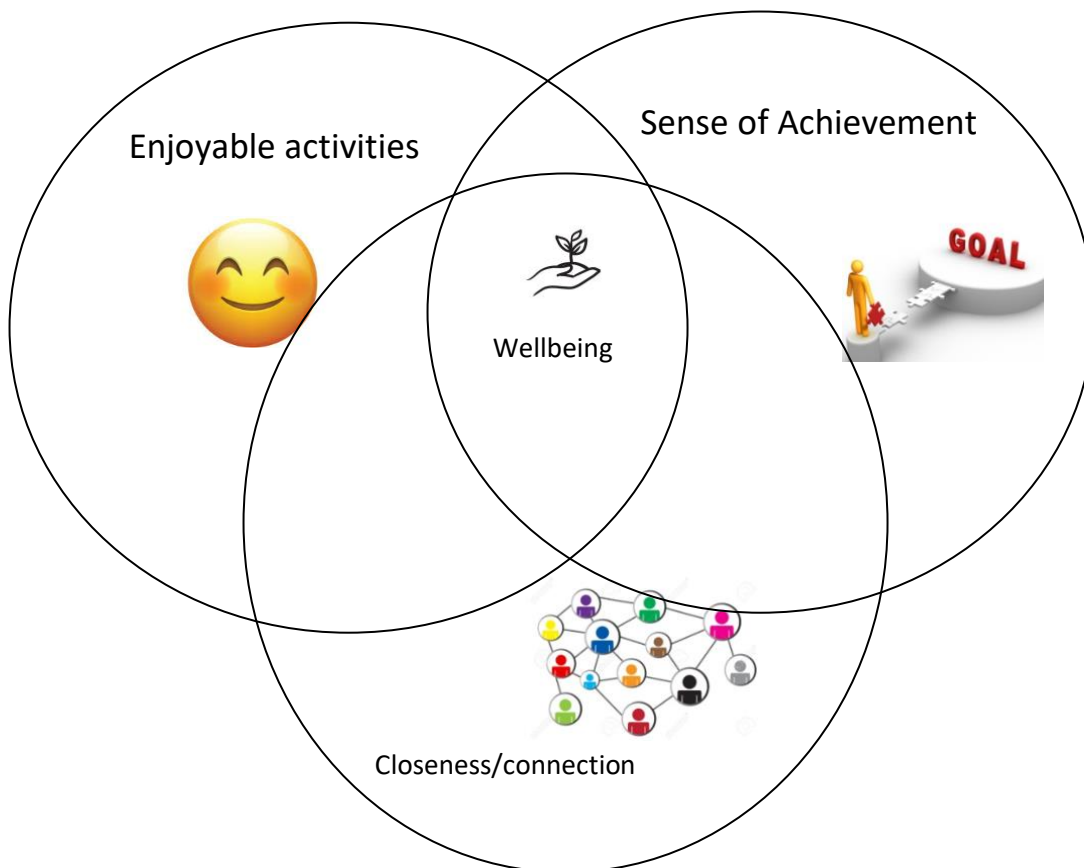 Sense of Achievement
Enjoyable activities
GOAL
Wellbeing
Closeness/connection